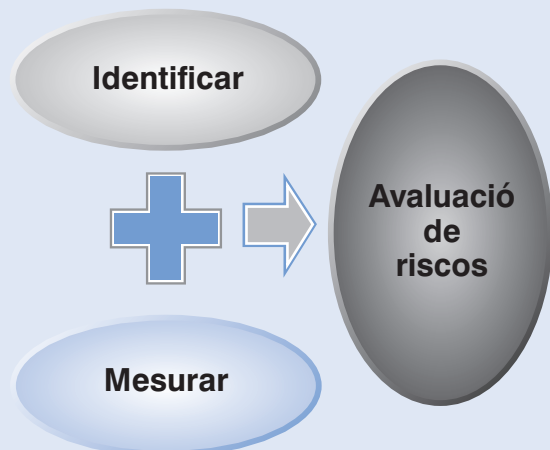 Identificar
Avaluació
de
riscos
Mesurar